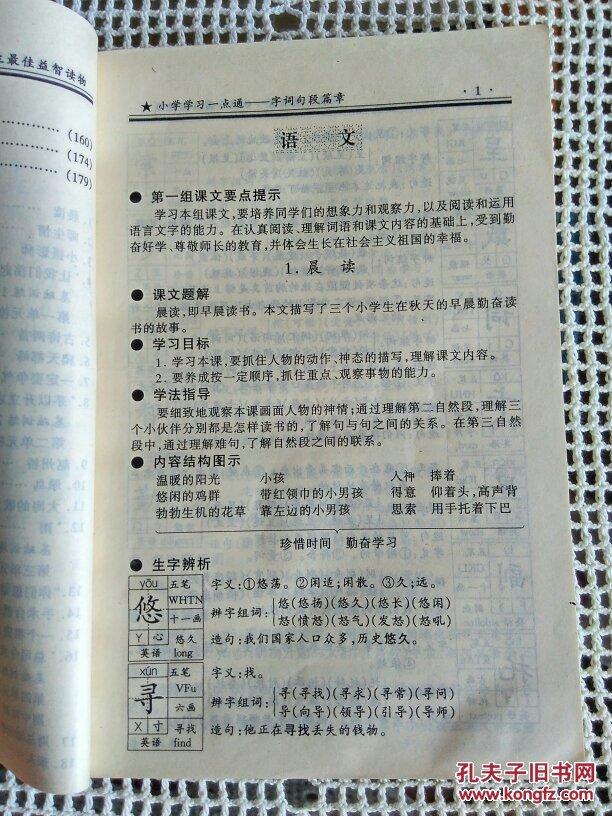 生最佳益智读物
(160)
(174)
(179)
★ 小学学习一点通——字词句段篇章 ·1·
语 文
● 第一组课文要点提示
学习本组课文,要培养同学们的想象力和观察力,以及阅读和运用
语言文字的能力。在认真阅读、理解词语和课文内容的基础上,受到勤
奋好学、尊敬师长的教育,并体会生长在社会主义祖国的幸福。
1. 晨 读
● 课文题解
晨读,即早晨读书。本文描写了三个小学生在秋天的早晨勤奋读
书的故事。
● 学习目标
1. 学习本课,要抓住人物的动作、神态的描写,理解课文内容。
2. 要养成按一定顺序,抓住重点、观察事物的能力。
● 学法指导
要细致地观察本课画面人物的神情;通过理解第二自然段,理解三
个小伙伴分别都是怎样读书的,了解句与句之间的关系。在第三自然
段中,通过理解难句,了解自然段之间的联系。
● 内容结构图示
温暖的阳光 小孩 入神 捧着
悠闲的鸡群 带红领巾的小男孩 得意 仰着头,高声背
勃勃生机的花草 靠左边的小男孩 思索 用手托着下巴
珍惜时间 勤奋学习
● 生字辨析
yōu 五笔 字义:①悠荡。②闲适;闲散。③久;远。
悠 WHTN
十一画
辨字组词:
悠(悠扬)(悠久)(悠长)(悠闲)
怒(愤怒)(怒气)(发怒)(怒吼)
Y 心 悠久 造句:我们国家人口众多,历史悠久。
英语 long
xún 五笔 字义:找。
寻 VFu
六画
辨字组词:
寻(寻找)(寻求)(寻常)(寻问)
导(向导)(领导)(引导)(导师)
X 寸 寻找 造句:他正在寻找丢失的钱物。
英语 find
孔夫子旧书网
www.kongfz.com